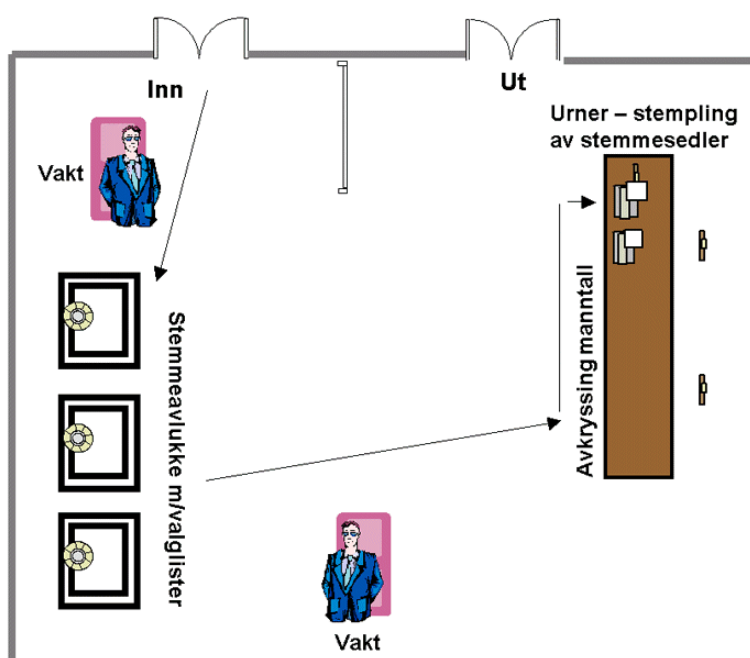 Inn
Ut
Urner – stempling
av stemmesedler
Vakt
Stemmeavlukke m/valglister
Avkryssing manntall
Vakt